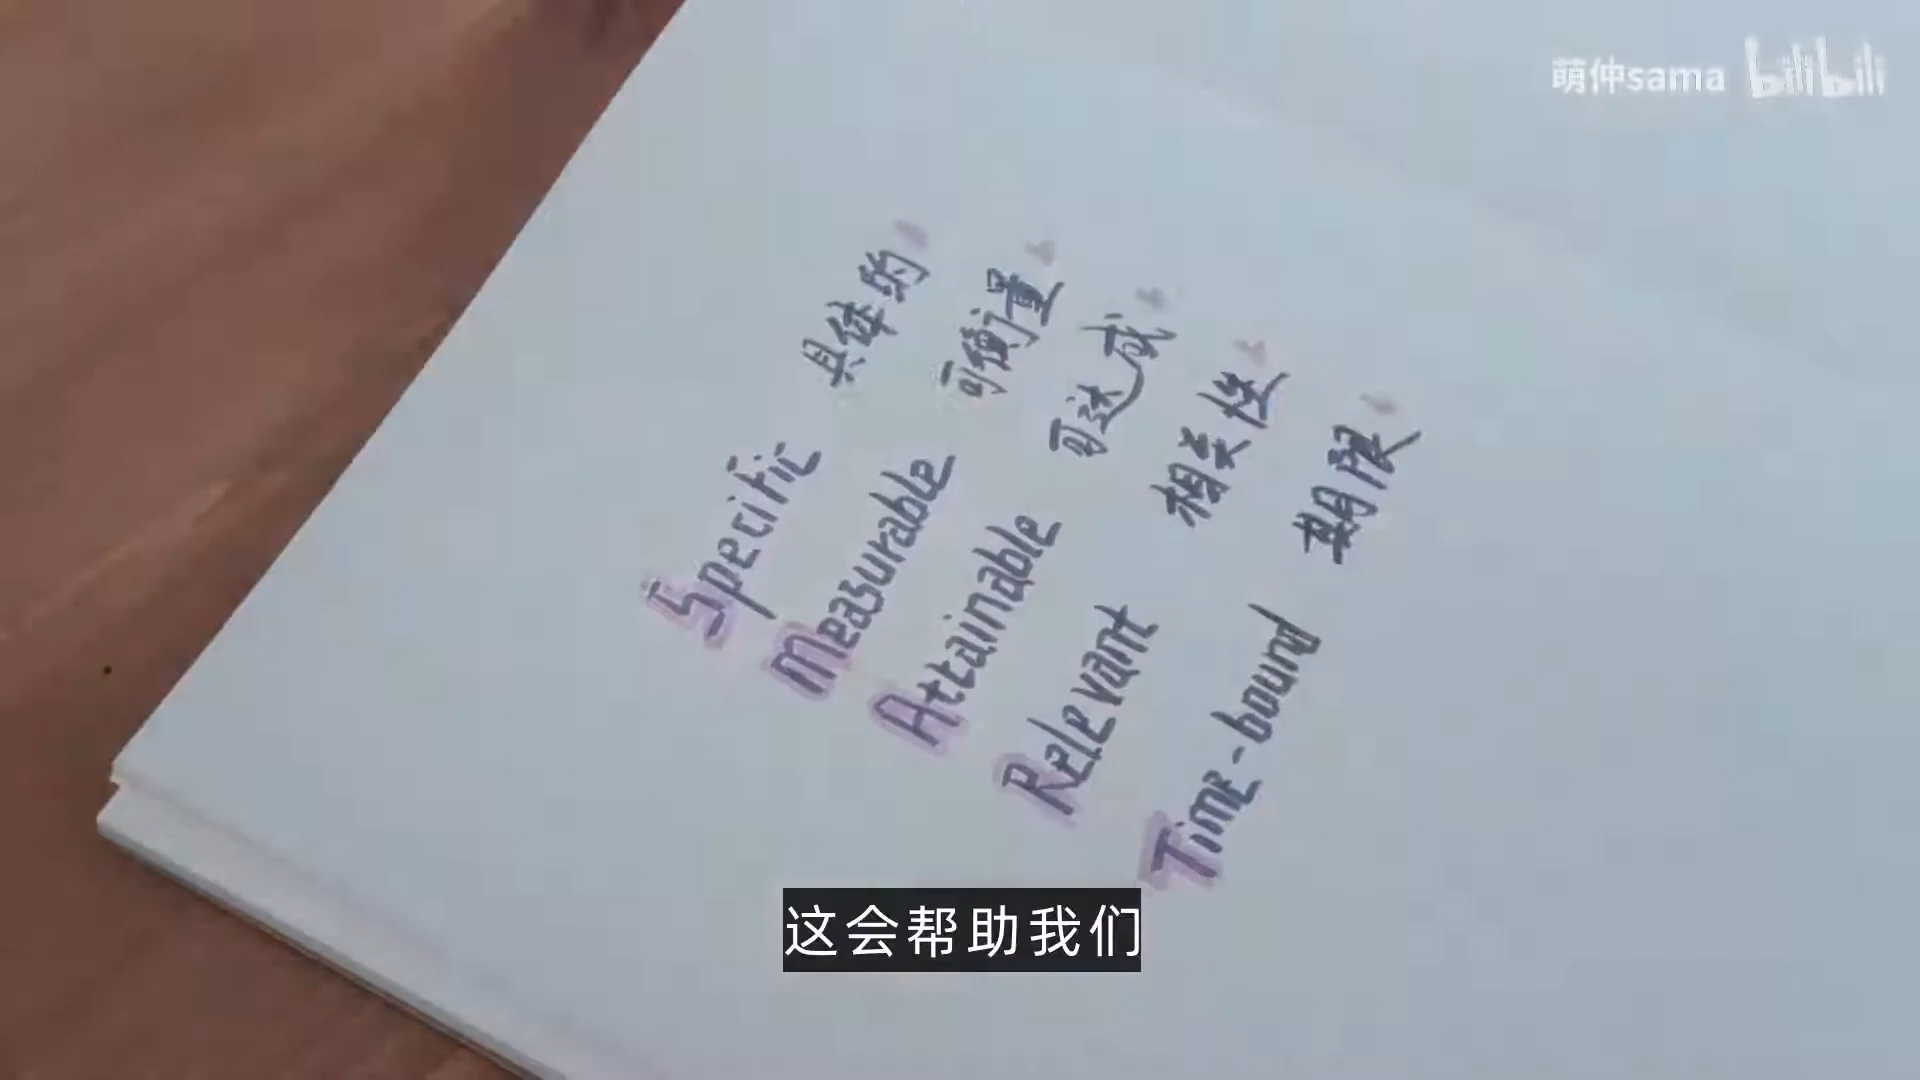 萌仲sama bilibili
Specific 具体的
Measurable 可衡量
Attainable 可达成
Relevant 相关性
Time-bound 期限
这会帮助我们